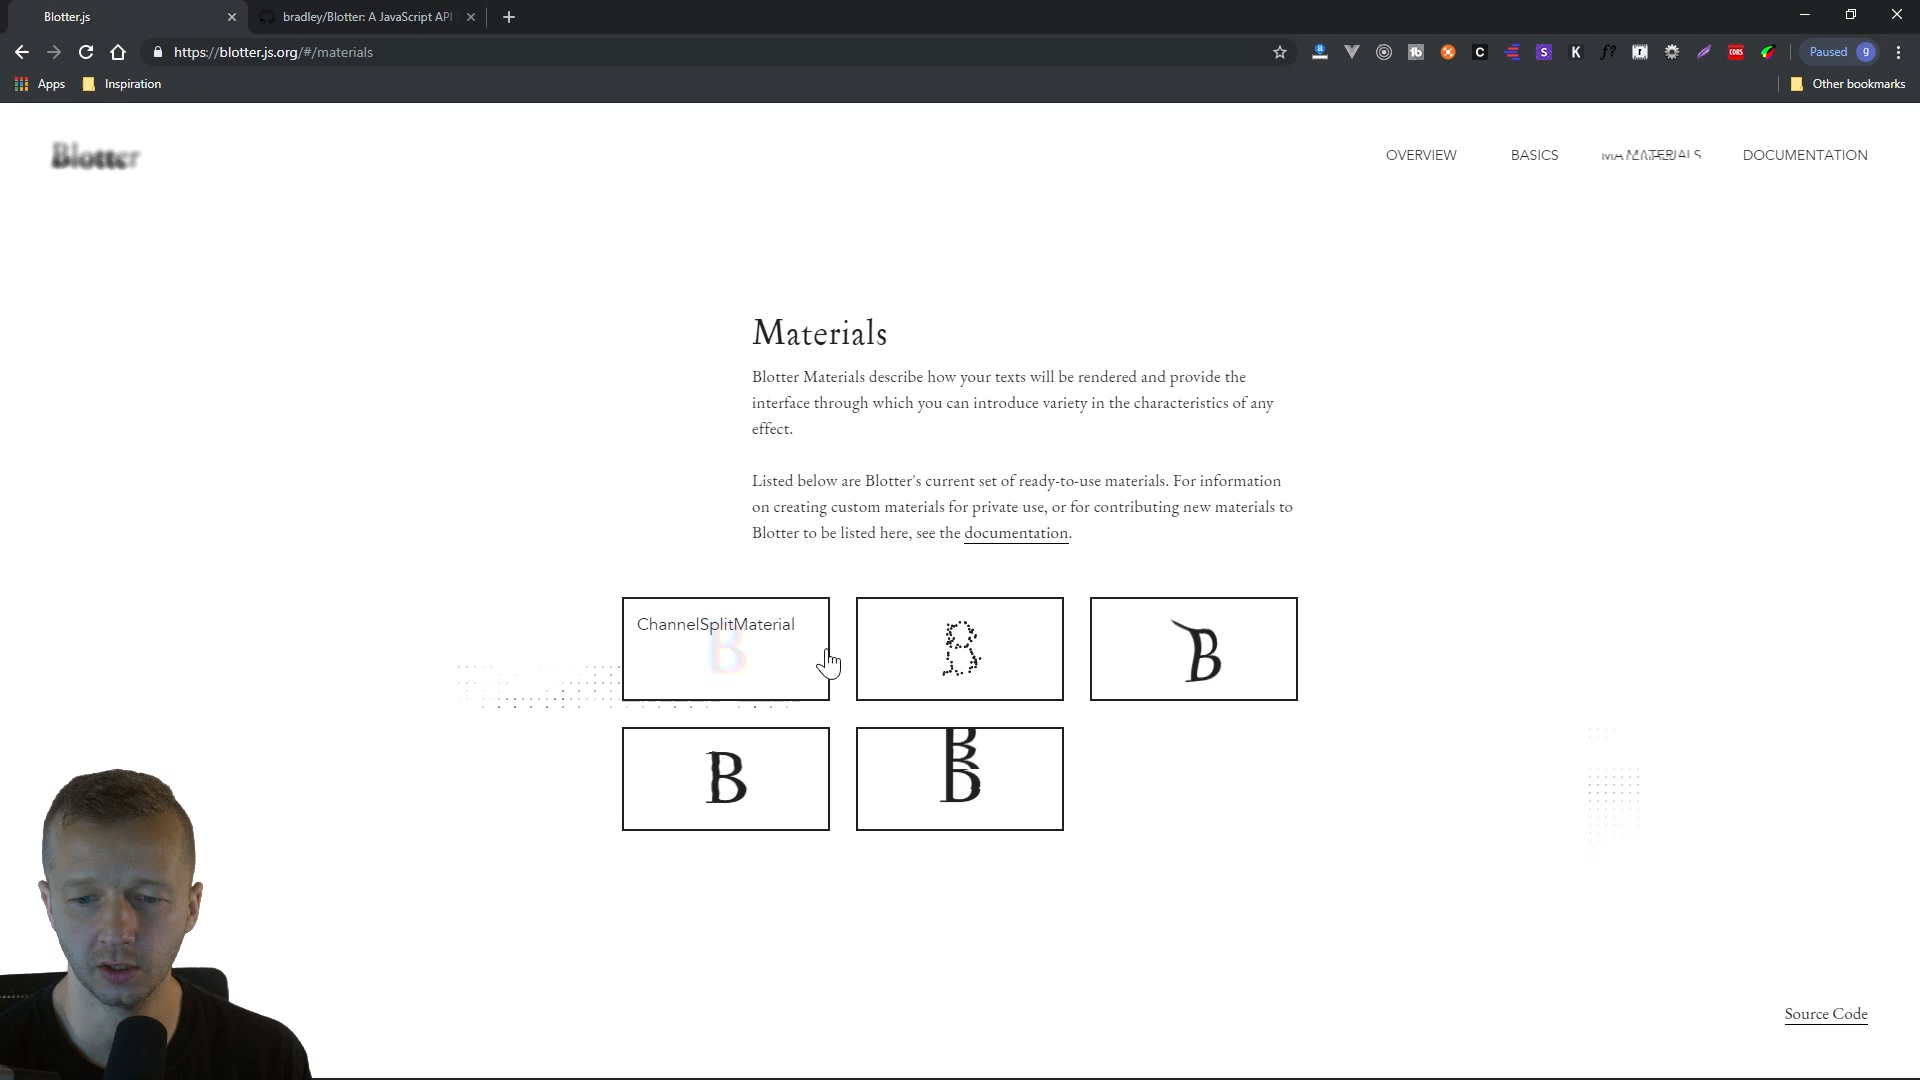 Blotter.js
bradley/Blotter: A JavaScript API
https://blotter.js.org/#/materials
Paused g
Apps
Inspiration
Other bookmarks
Blotter
OVERVIEW
BASICS
MATERIALS
DOCUMENTATION
Materials
Blotter Materials describe how your texts will be rendered and provide the
interface through which you can introduce variety in the characteristics of any
effect.
Listed below are Blotter's current set of ready-to-use materials. For information
on creating custom materials for private use, or for contributing new materials to
Blotter to be listed here, see the documentation.
ChannelSplitMaterial
B
B
B
B
B
Source Code